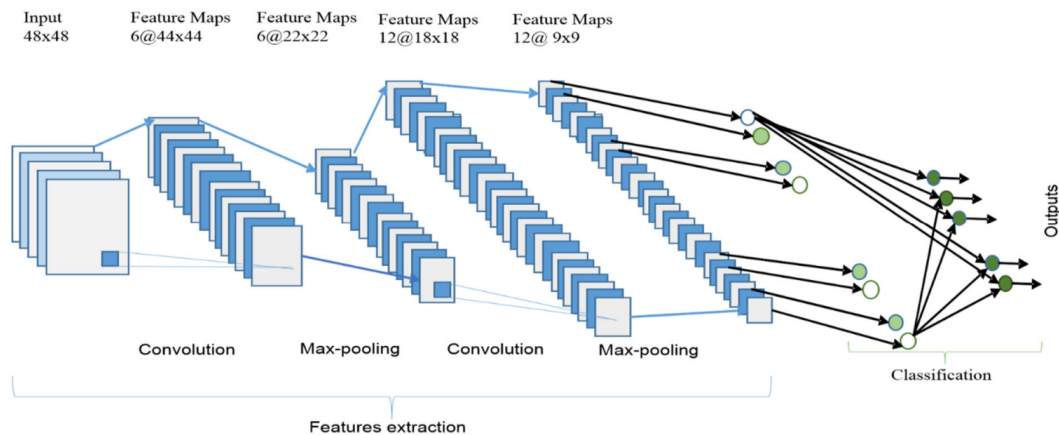 Input
48x48
Feature Maps
6@44x44
Feature Maps
6@22x22
Feature Maps
12@18x18
Feature Maps
12@ 9x9
Outputs
Convolution
Max-pooling
Convolution
Max-pooling
Classification
Features extraction